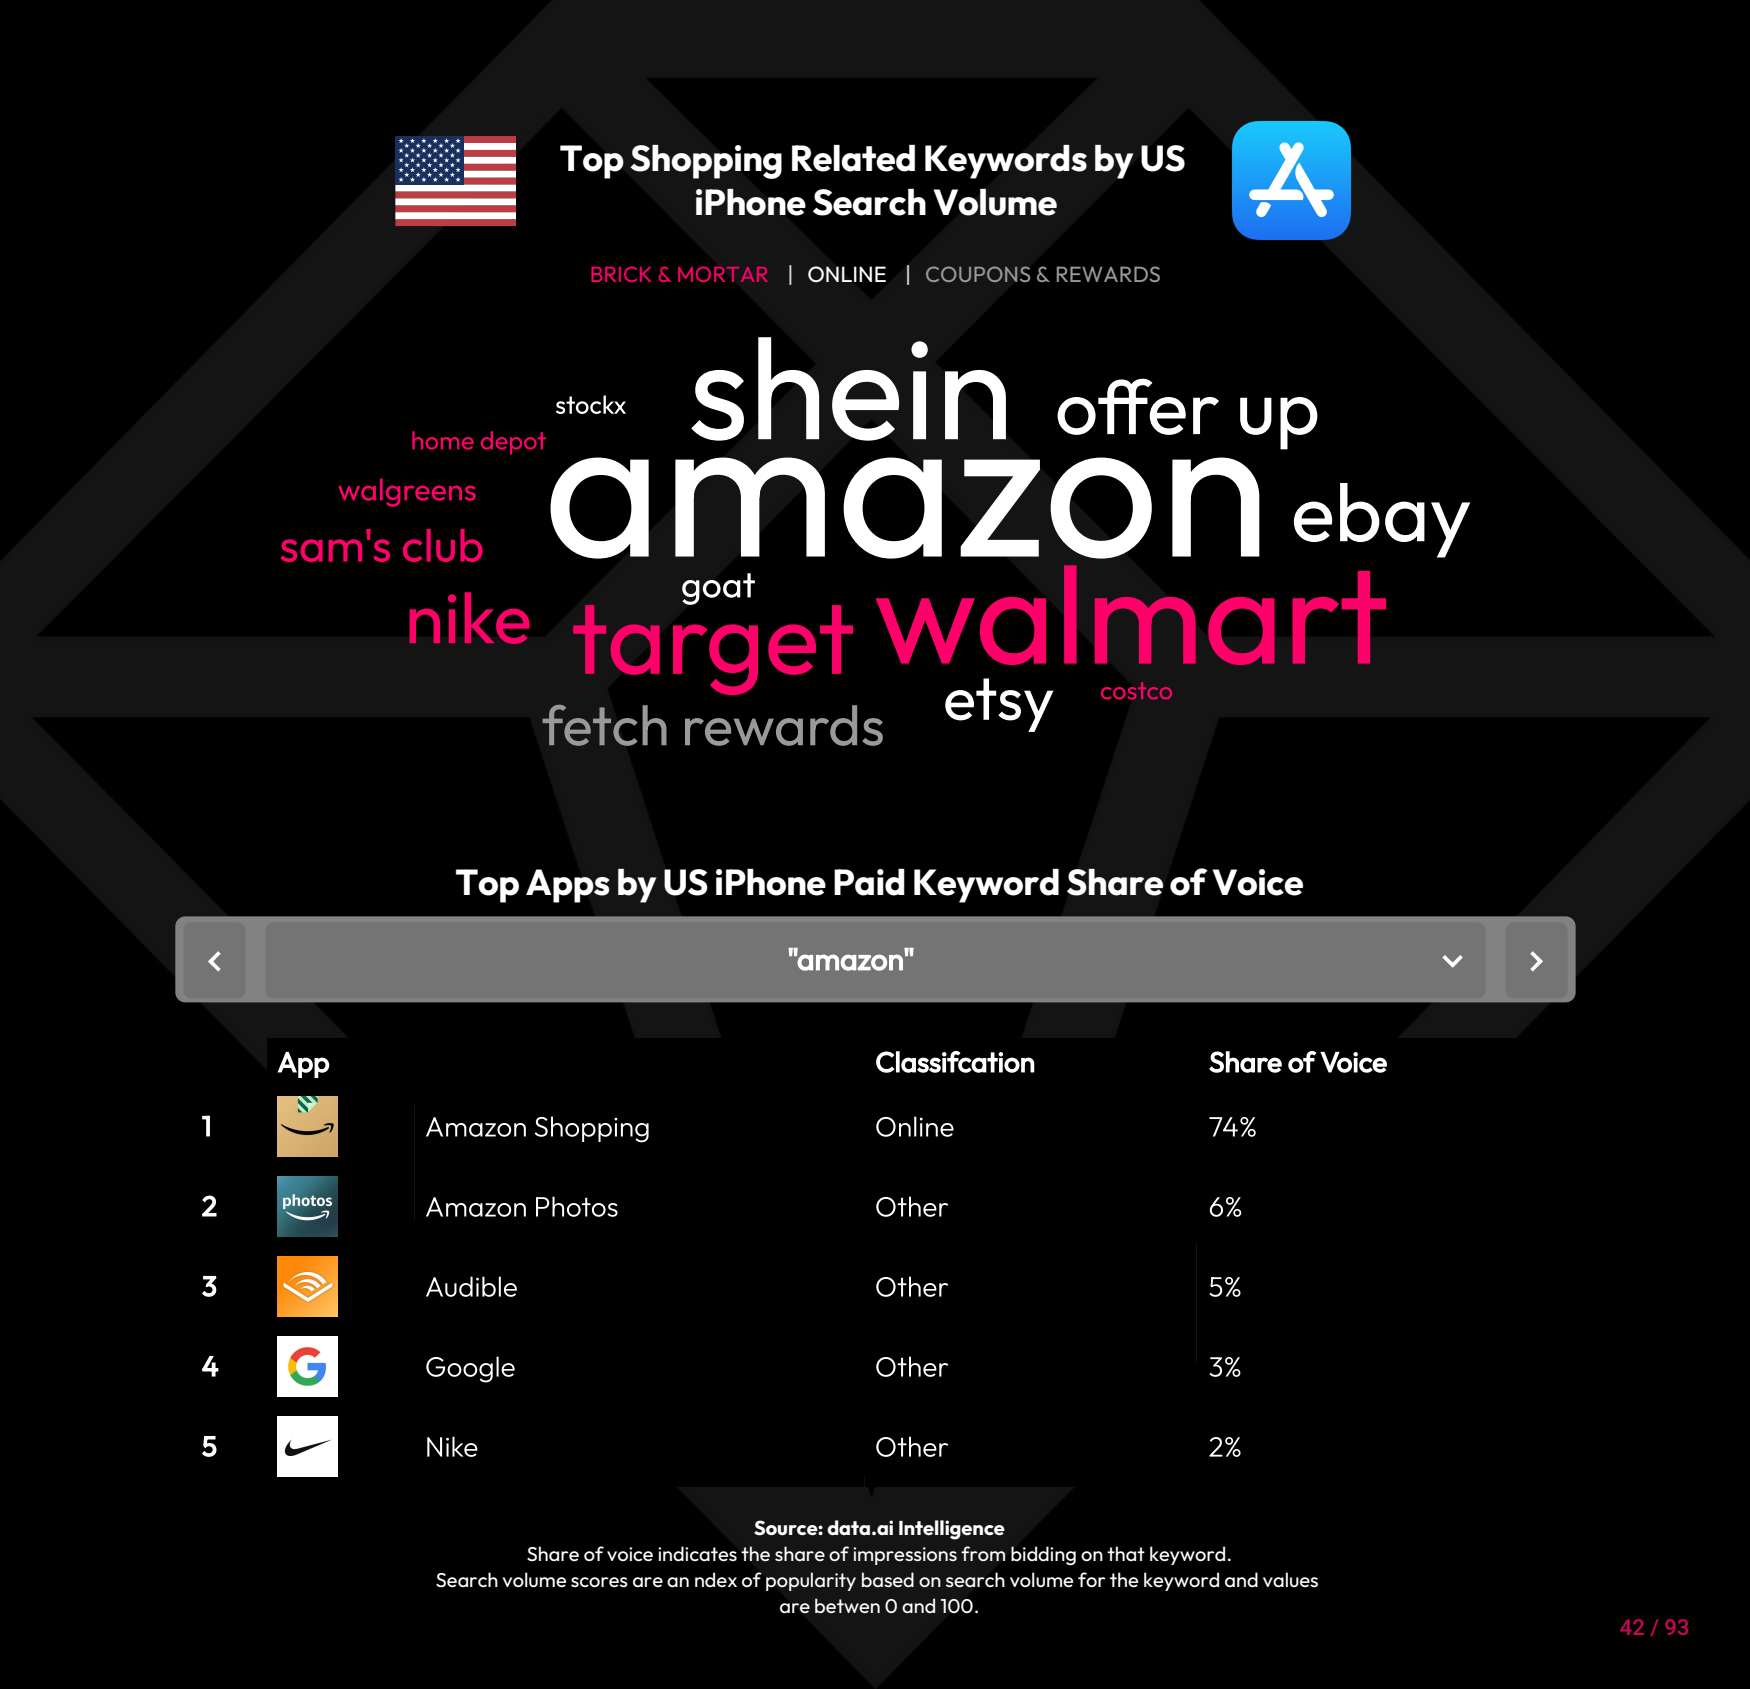 Top Shopping Related Keywords by US
iPhone Search Volume
BRICK & MORTAR | ONLINE | COUPONS & REWARDS
shein
offer up
stockx
home depot
amazon
walgreens
ebay
sam's club
goat
nike
target
walmart
etsy
costco
fetch rewards
Top Apps by US iPhone Paid Keyword Share of Voice
"amazon"
App Classifcation Share of Voice
1 Amazon Shopping Online 74%
2 photos Amazon Photos Other 6%
3 Audible Other 5%
4 G Google Other 3%
5 Nike Other 2%
Source: data.ai Intelligence
Share of voice indicates the share of impressions from bidding on that keyword.
Search volume scores are an ndex of popularity based on search volume for the keyword and values
are betwen 0 and 100.
42 / 93